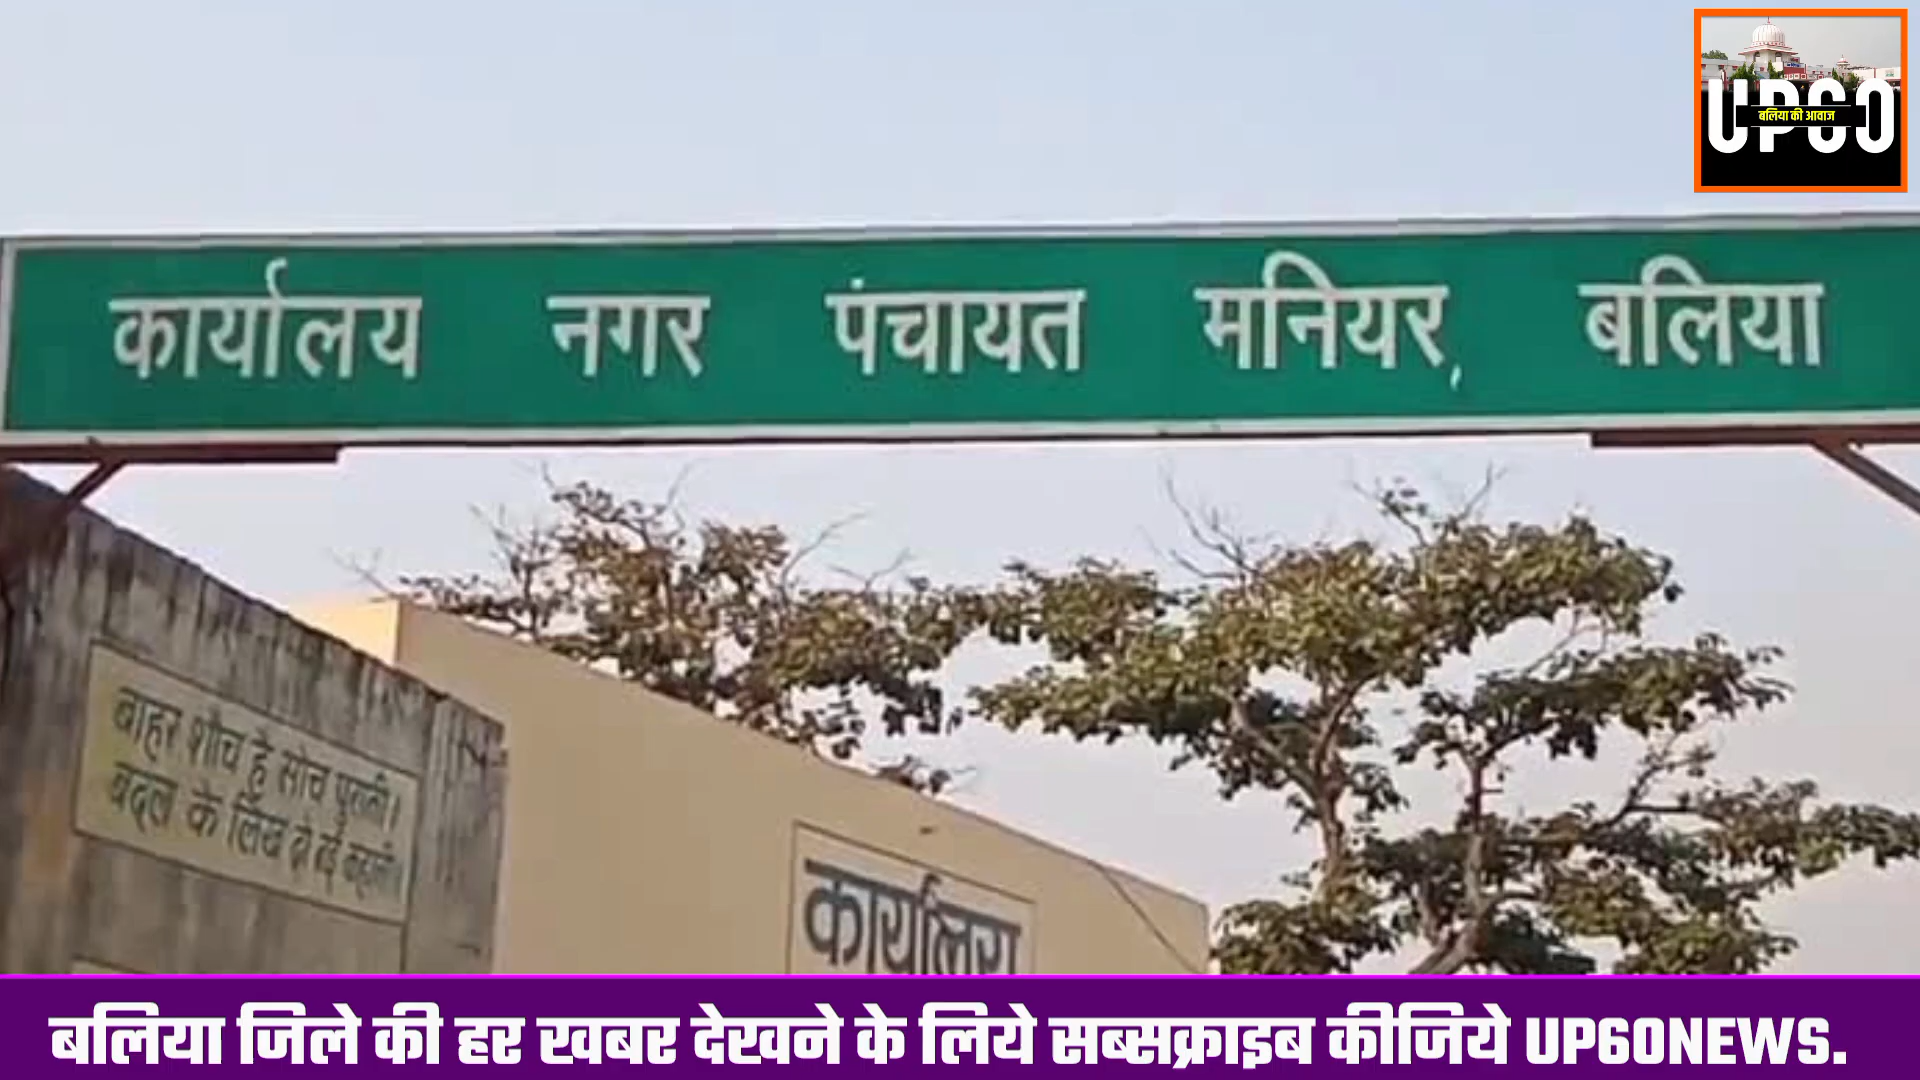 UP60
बलिया की आवाज
कार्यालय नगर पंचायत मनियर, बलिया
बाहर शौच है सोच पुरानी।
बदल के लिख दो नई कहानी।
कार्यालय
बलिया जिले की हर खबर देखने के लिये सब्सक्राइब कीजिये UP60NEWS.